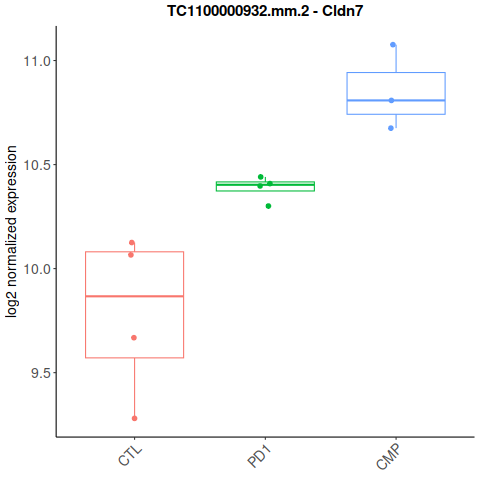 TC1100000932.mm.2 - Cldn7
log2 normalized expression
11.0
10.5
10.0
9.5
CTL
PD1
CMP